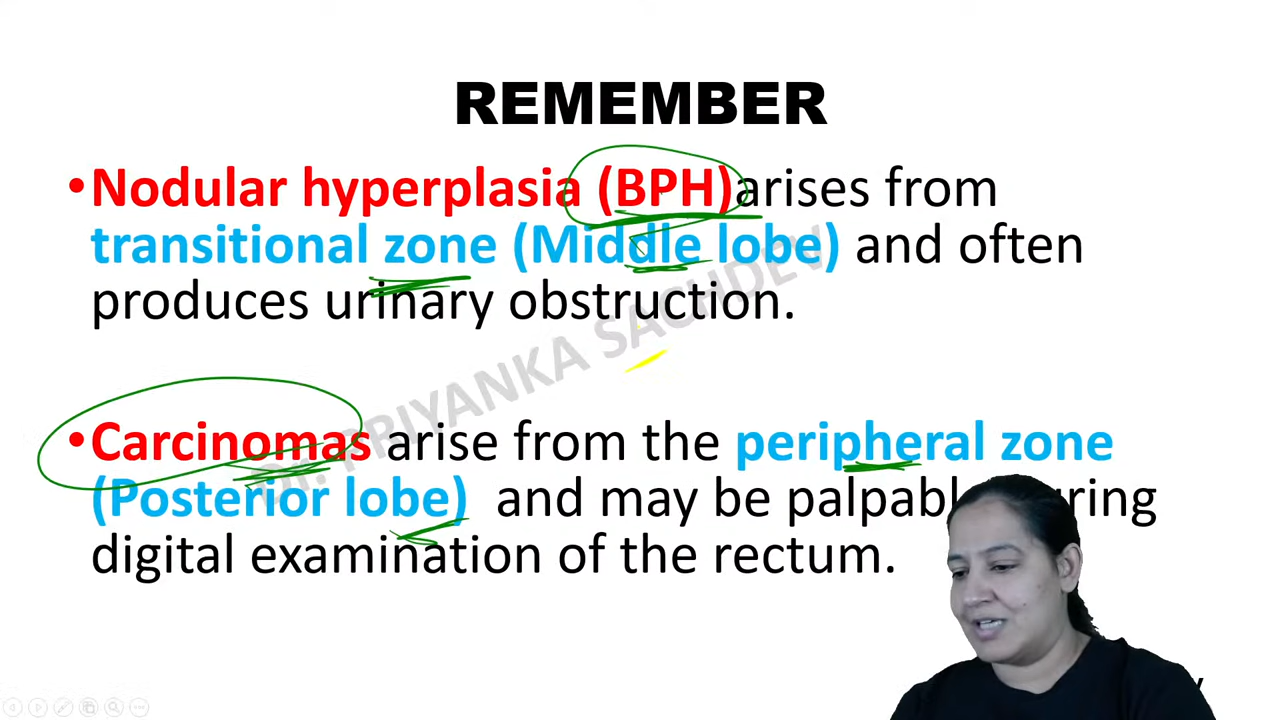 REMEMBER
•Nodular hyperplasia (BPH)arises from
transitional zone (Middle lobe) and often
produces urinary obstruction.
•Carcinomas arise from the peripheral zone
(Posterior lobe) and may be palpable during
digital examination of the rectum.
Dr. PRIYANKA SACHDEV